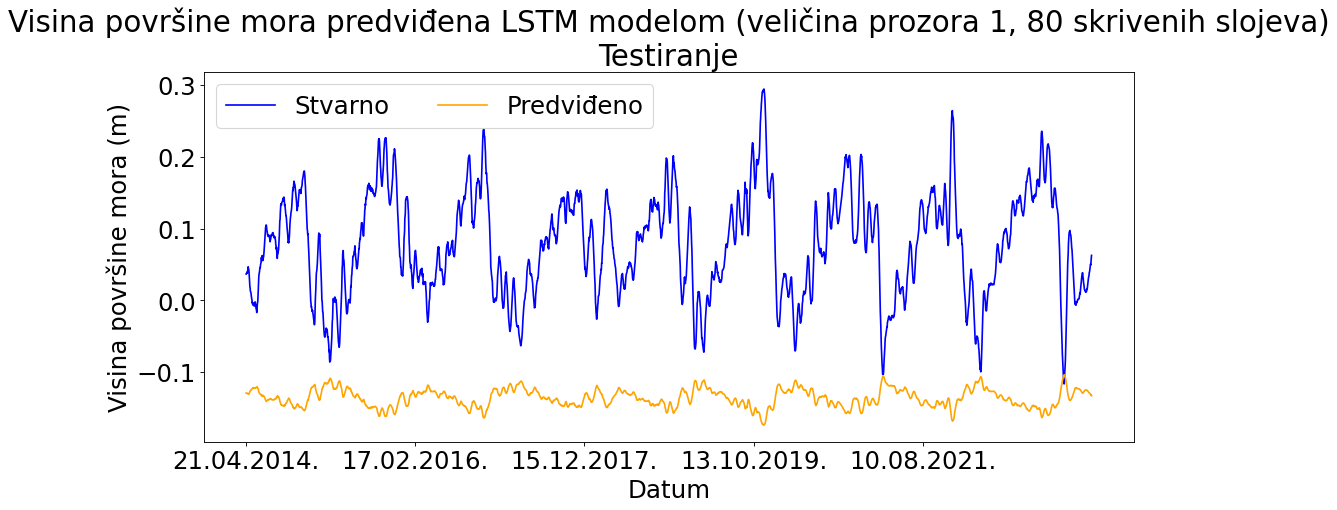 Visina površine mora predviđena LSTM modelom (veličina prozora 1, 80 skrivenih slojeva)
Testiranje
Stvarno Predviđeno
Visina površine mora (m)
0.3
0.2
0.1
0.0
−0.1
21.04.2014. 17.02.2016. 15.12.2017. 13.10.2019. 10.08.2021.
Datum